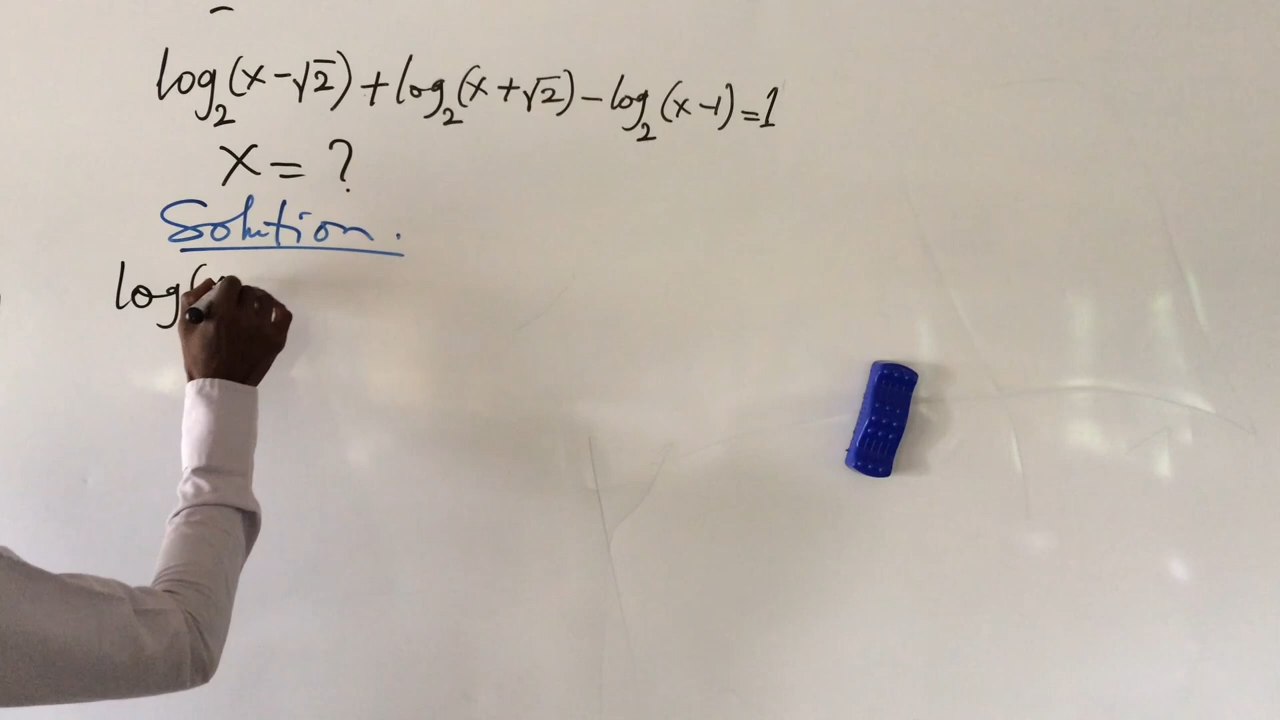 log₂(x-√2)+log₂(x+√2)-log₂(x-1)=1
x = ?
Solution.
log(